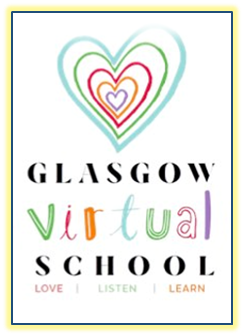 GLASGOW
virtual
SCHOOL
LOVE | LISTEN | LEARN